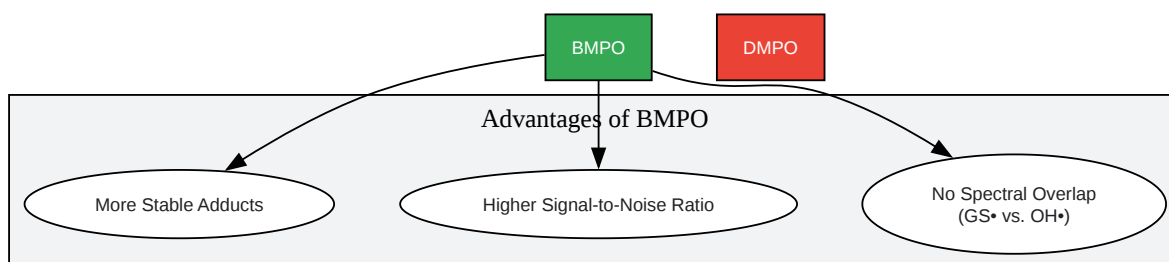 BMPO
DMPO
Advantages of BMPO
More Stable Adducts
Higher Signal-to-Noise Ratio
No Spectral Overlap
(GS• vs. OH•)